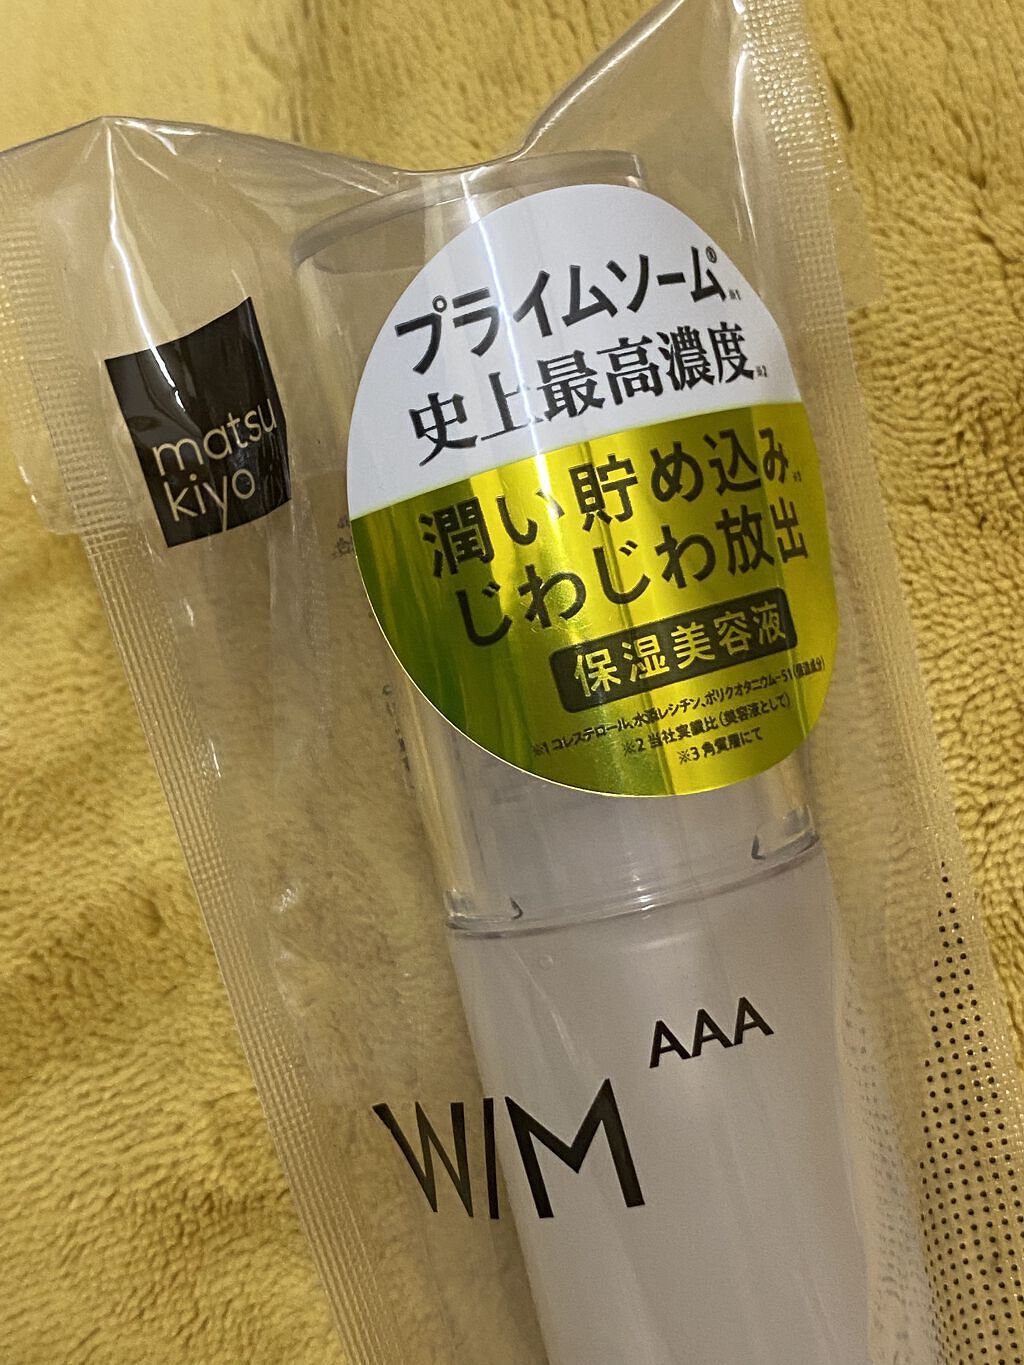 matsu
kiyo
プライムソーム®※1
史上最高濃度※2
潤い貯め込み※3
じわじわ放出
保湿美容液
※1 コレステロール、水添レシチン、ポリクオタニウム-51（保湿成分）
※2 当社実績比（美容液として）
※3 角質層にて
AAA
WIM